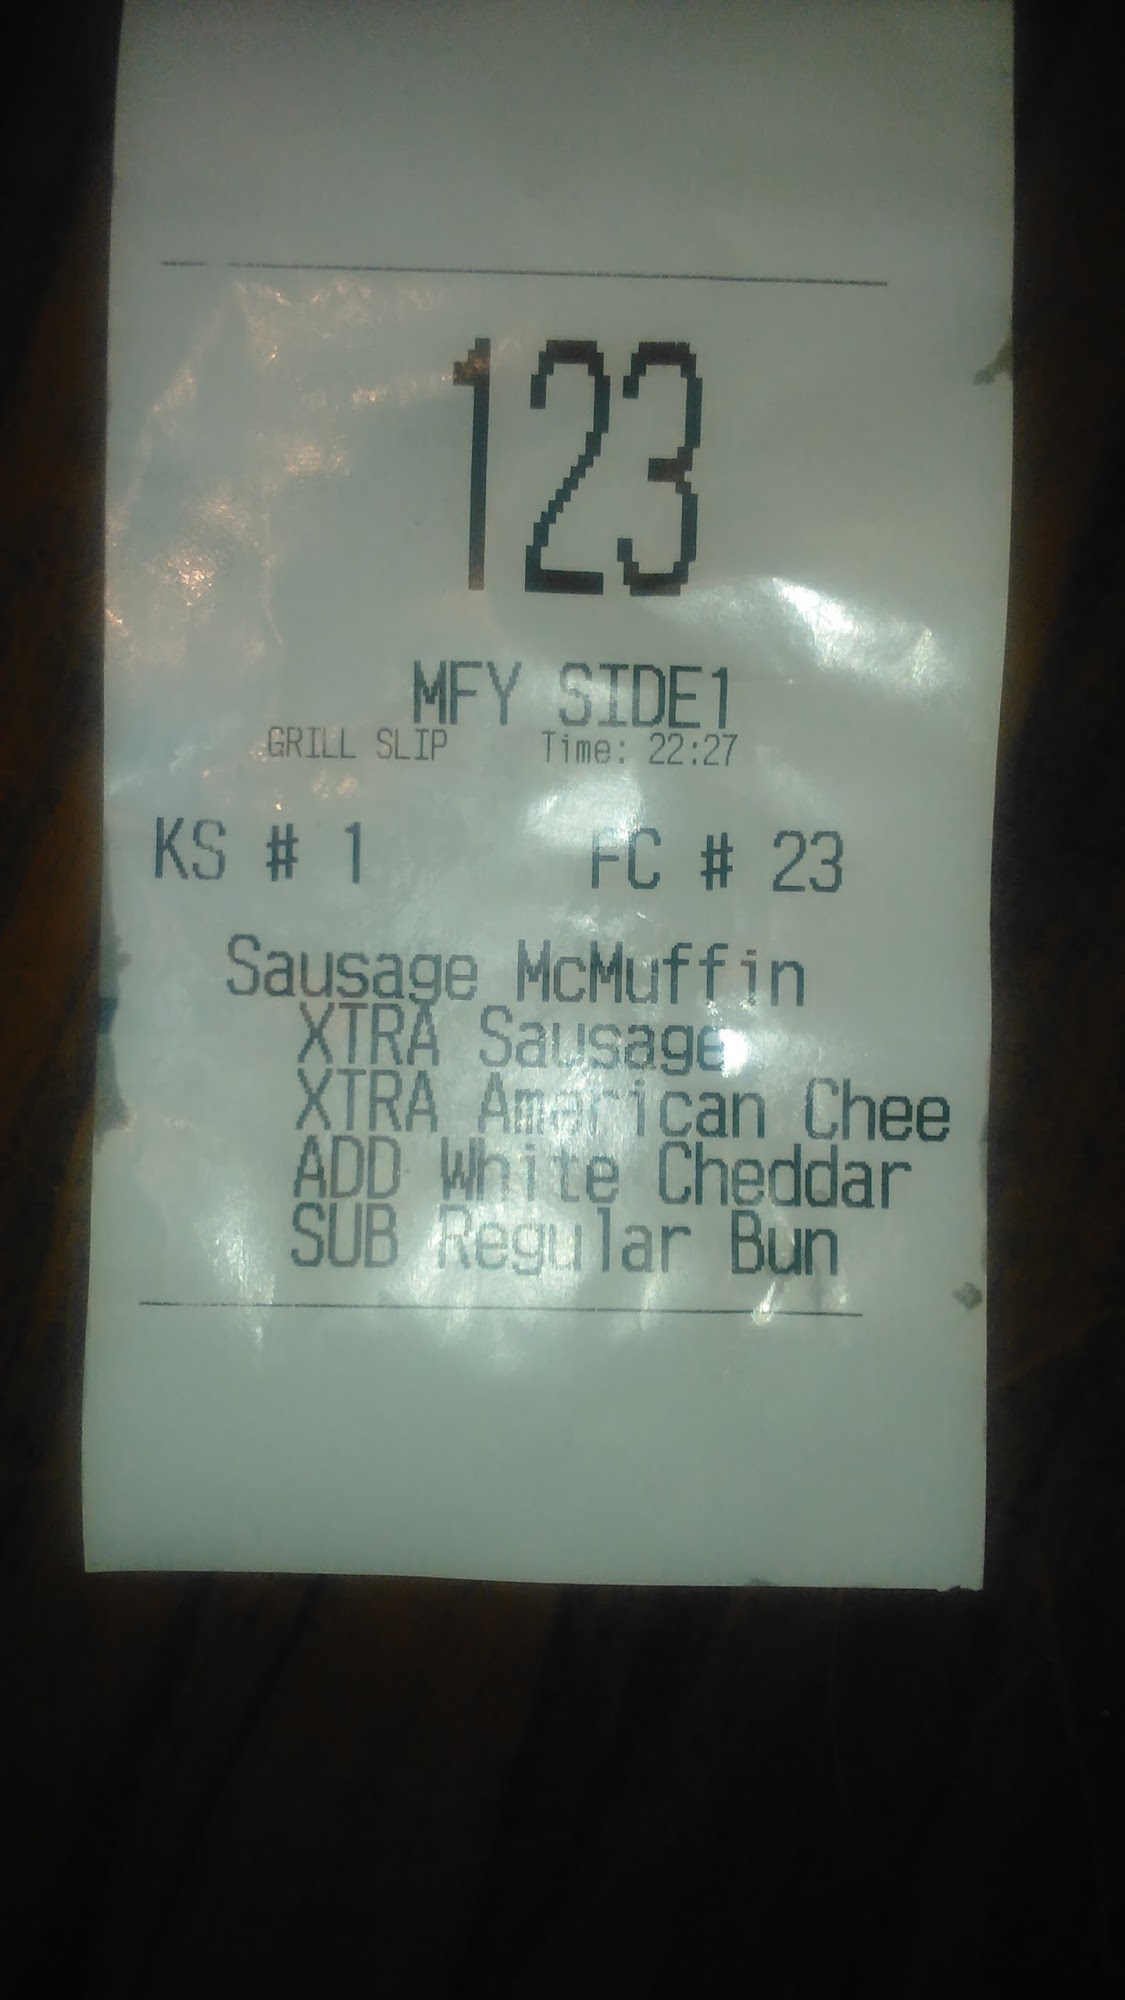 123
MFY SIDE1
GRILL SLIP Time: 22:27
KS # 1 FC # 23
Sausage McMuffin
XTRA Sausage
XTRA American Chee
ADD White Cheddar
SUB Regular Bun